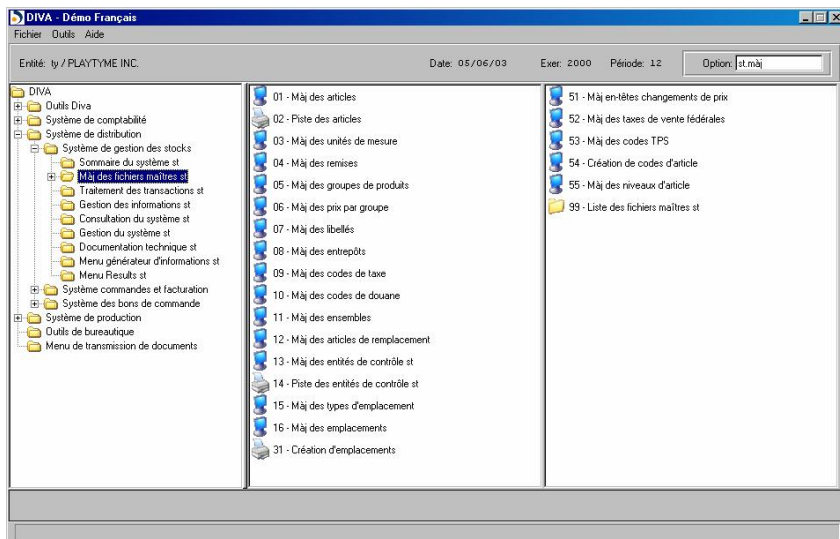 DIVA - Démo Français
Fichier Outils Aide
Entité: ty / PLAYTYME INC. Date: 05/06/03 Exer: 2000 Période: 12 Option: st.màj
DIVA
Outils Diva
Système de comptabilité
Système de distribution
Système de gestion des stocks
Sommaire du système st
Màj des fichiers maîtres st
Traitement des transactions st
Gestion des informations st
Consultation du système st
Gestion du système st
Documentation technique st
Menu générateur d'informations st
Menu Results st
Système commandes et facturation
Système des bons de commande
Système de production
Outils de bureautique
Menu de transmission de documents
01 - Màj des articles
02 - Piste des articles
03 - Màj des unités de mesure
04 - Màj des remises
05 - Màj des groupes de produits
06 - Màj des prix par groupe
07 - Màj des libellés
08 - Màj des entrepôts
09 - Màj des codes de taxe
10 - Màj des codes de douane
11 - Màj des ensembles
12 - Màj des articles de remplacement
13 - Màj des entités de contrôle st
14 - Piste des entités de contrôle st
15 - Màj des types d'emplacement
16 - Màj des emplacements
31 - Création d'emplacements
51 - Màj en-têtes changements de prix
52 - Màj des taxes de vente fédérales
53 - Màj des codes TPS
54 - Création de codes d'article
55 - Màj des niveaux d'article
99 - Liste des fichiers maîtres st